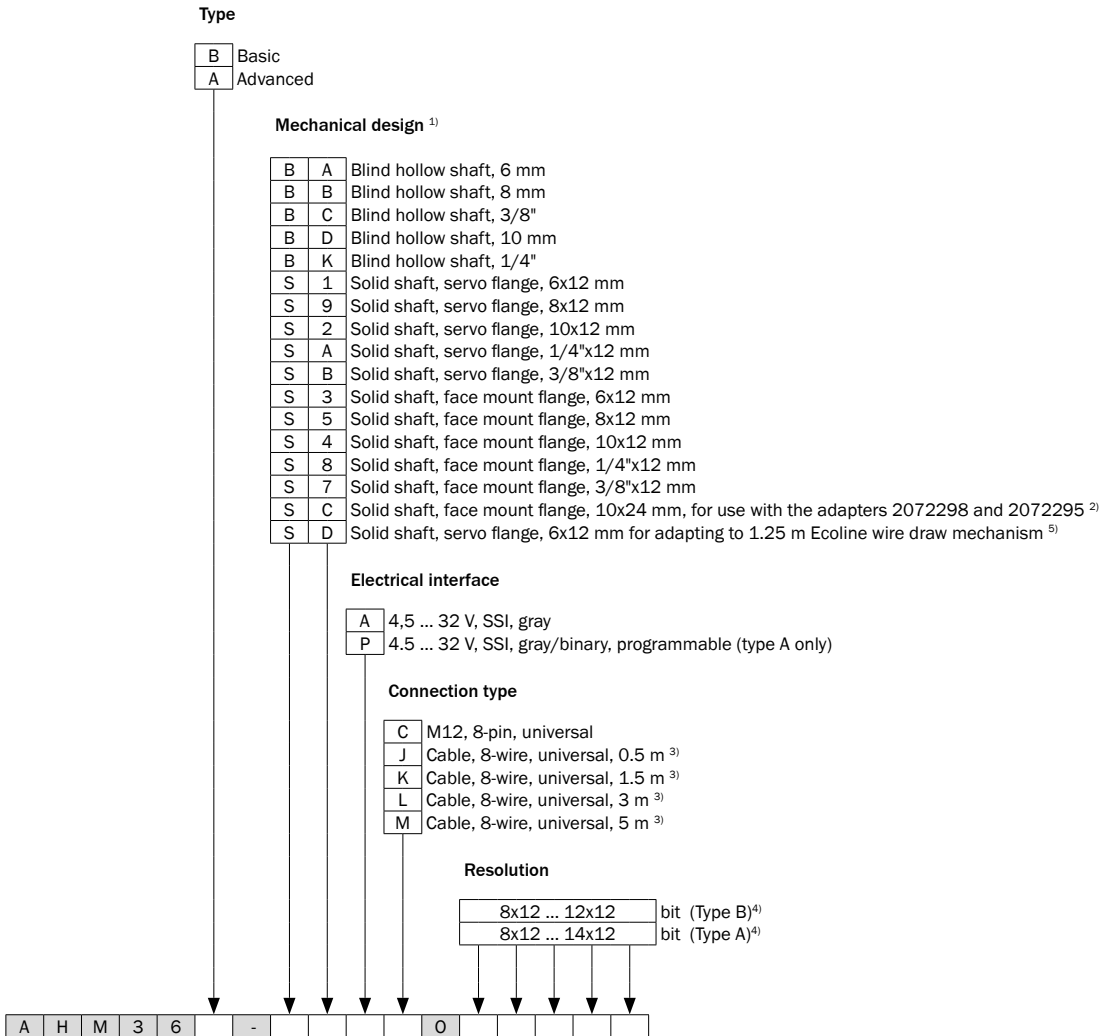 Type
B Basic
A Advanced
Mechanical design 1)
B A Blind hollow shaft, 6 mm
B B Blind hollow shaft, 8 mm
B C Blind hollow shaft, 3/8"
B D Blind hollow shaft, 10 mm
B K Blind hollow shaft, 1/4"
S 1 Solid shaft, servo flange, 6x12 mm
S 9 Solid shaft, servo flange, 8x12 mm
S 2 Solid shaft, servo flange, 10x12 mm
S A Solid shaft, servo flange, 1/4"x12 mm
S B Solid shaft, servo flange, 3/8"x12 mm
S 3 Solid shaft, face mount flange, 6x12 mm
S 5 Solid shaft, face mount flange, 8x12 mm
S 4 Solid shaft, face mount flange, 10x12 mm
S 8 Solid shaft, face mount flange, 1/4"x12 mm
S 7 Solid shaft, face mount flange, 3/8"x12 mm
S C Solid shaft, face mount flange, 10x24 mm, for use with the adapters 2072298 and 2072295 2)
S D Solid shaft, servo flange, 6x12 mm for adapting to 1.25 m Ecoline wire draw mechanism 5)
Electrical interface
A 4,5 ... 32 V, SSI, gray
P 4.5 ... 32 V, SSI, gray/binary, programmable (type A only)
Connection type
C M12, 8-pin, universal
J Cable, 8-wire, universal, 0.5 m 3)
K Cable, 8-wire, universal, 1.5 m 3)
L Cable, 8-wire, universal, 3 m 3)
M Cable, 8-wire, universal, 5 m 3)
Resolution
8x12 ... 12x12 bit (Type B)4)
8x12 ... 14x12 bit (Type A)4)
A H M 3 6 - 0